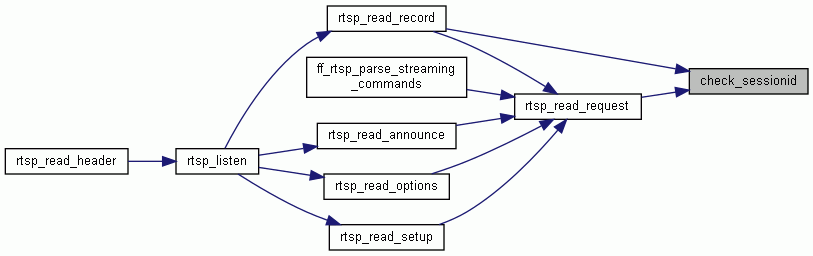 rtsp_read_record
ff_rtsp_parse_streaming
_commands
check_sessionid
rtsp_read_request
rtsp_read_announce
rtsp_read_header
rtsp_listen
rtsp_read_options
rtsp_read_setup